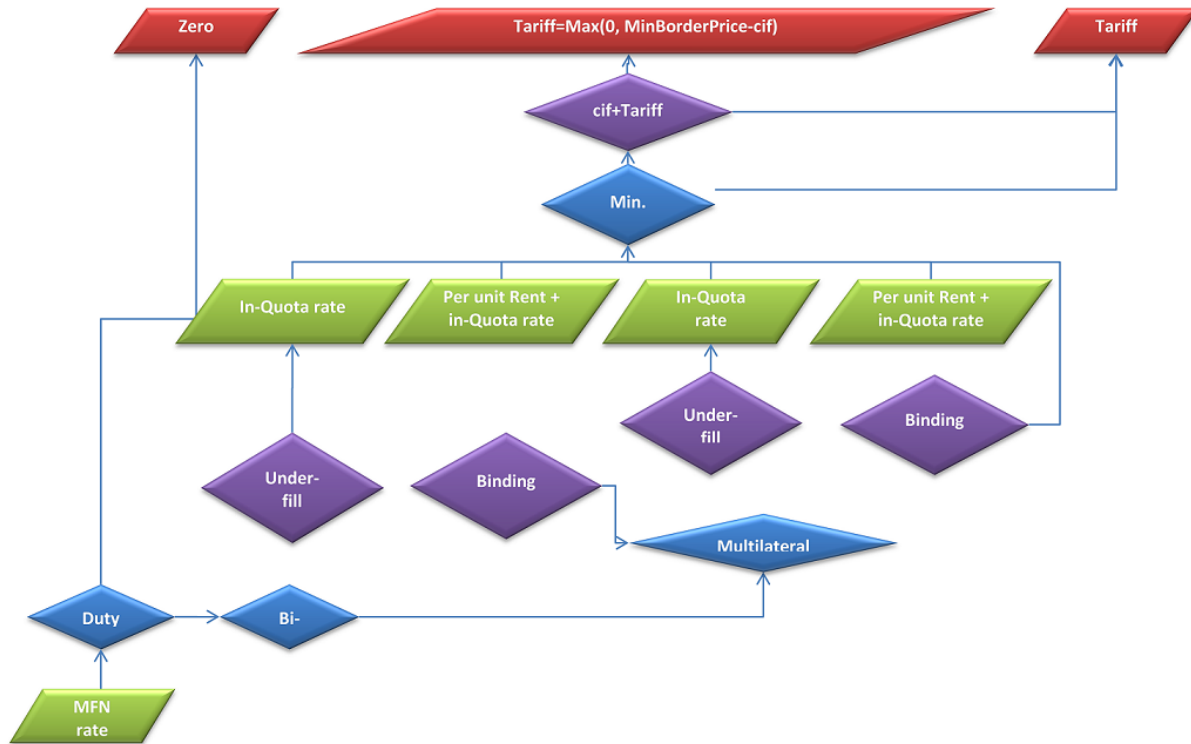 Zero
Tariff=Max(0, MinBorderPrice-cif)
Tariff
cif+Tariff
Min.
In-Quota rate
Per unit Rent +
in-Quota rate
In-Quota
rate
Per unit Rent +
in-Quota rate
Under-
fill
Binding
Under-
fill
Binding
Multilateral
Duty
Bi-
MFN
rate